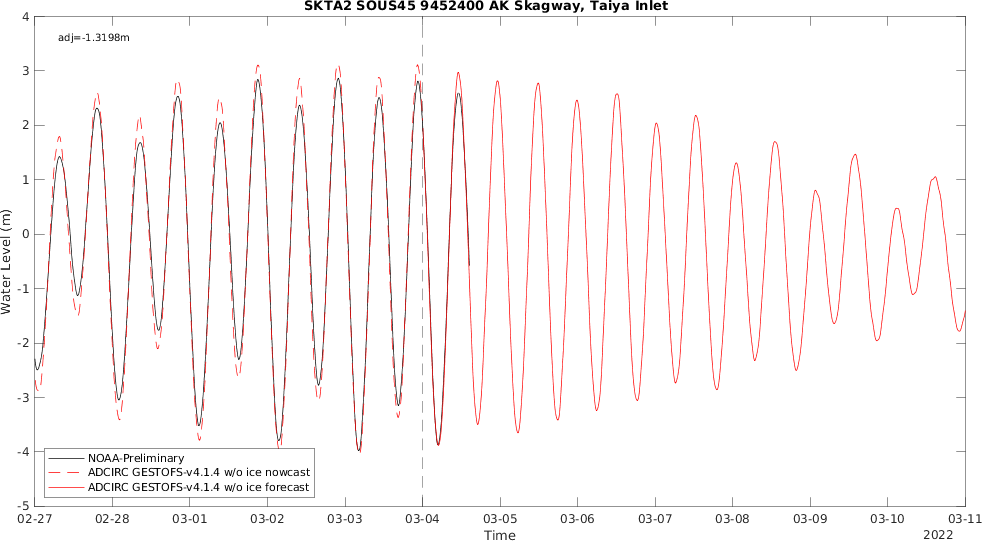 SKTA2 SOUS45 9452400 AK Skagway, Taiya Inlet
adj=-1.3198m
4
3
2
1
0
-1
-2
-3
-4
-5
Water Level (m)
NOAA-Preliminary
ADCIRC GESTOFS-v4.1.4 w/o ice nowcast
ADCIRC GESTOFS-v4.1.4 w/o ice forecast
02-27 02-28 03-01 03-02 03-03 03-04 03-05 03-06 03-07 03-08 03-09 03-10 03-11
Time
2022